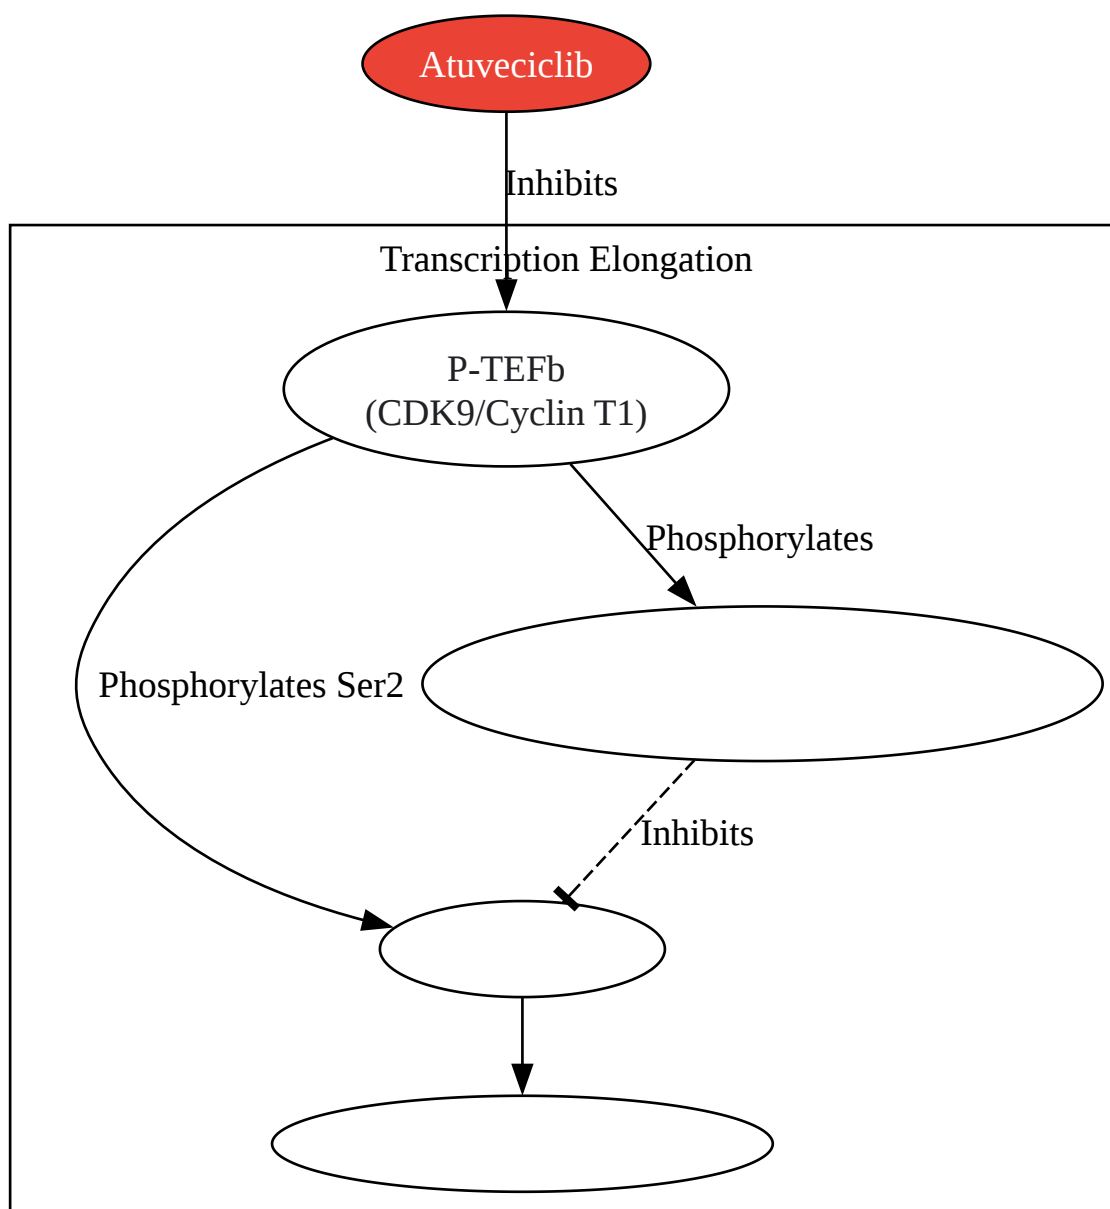 Atuveciclib
Inhibits
Transcription Elongation
P-TEFb
(CDK9/Cyclin T1)
Phosphorylates
Phosphorylates Ser2
Inhibits